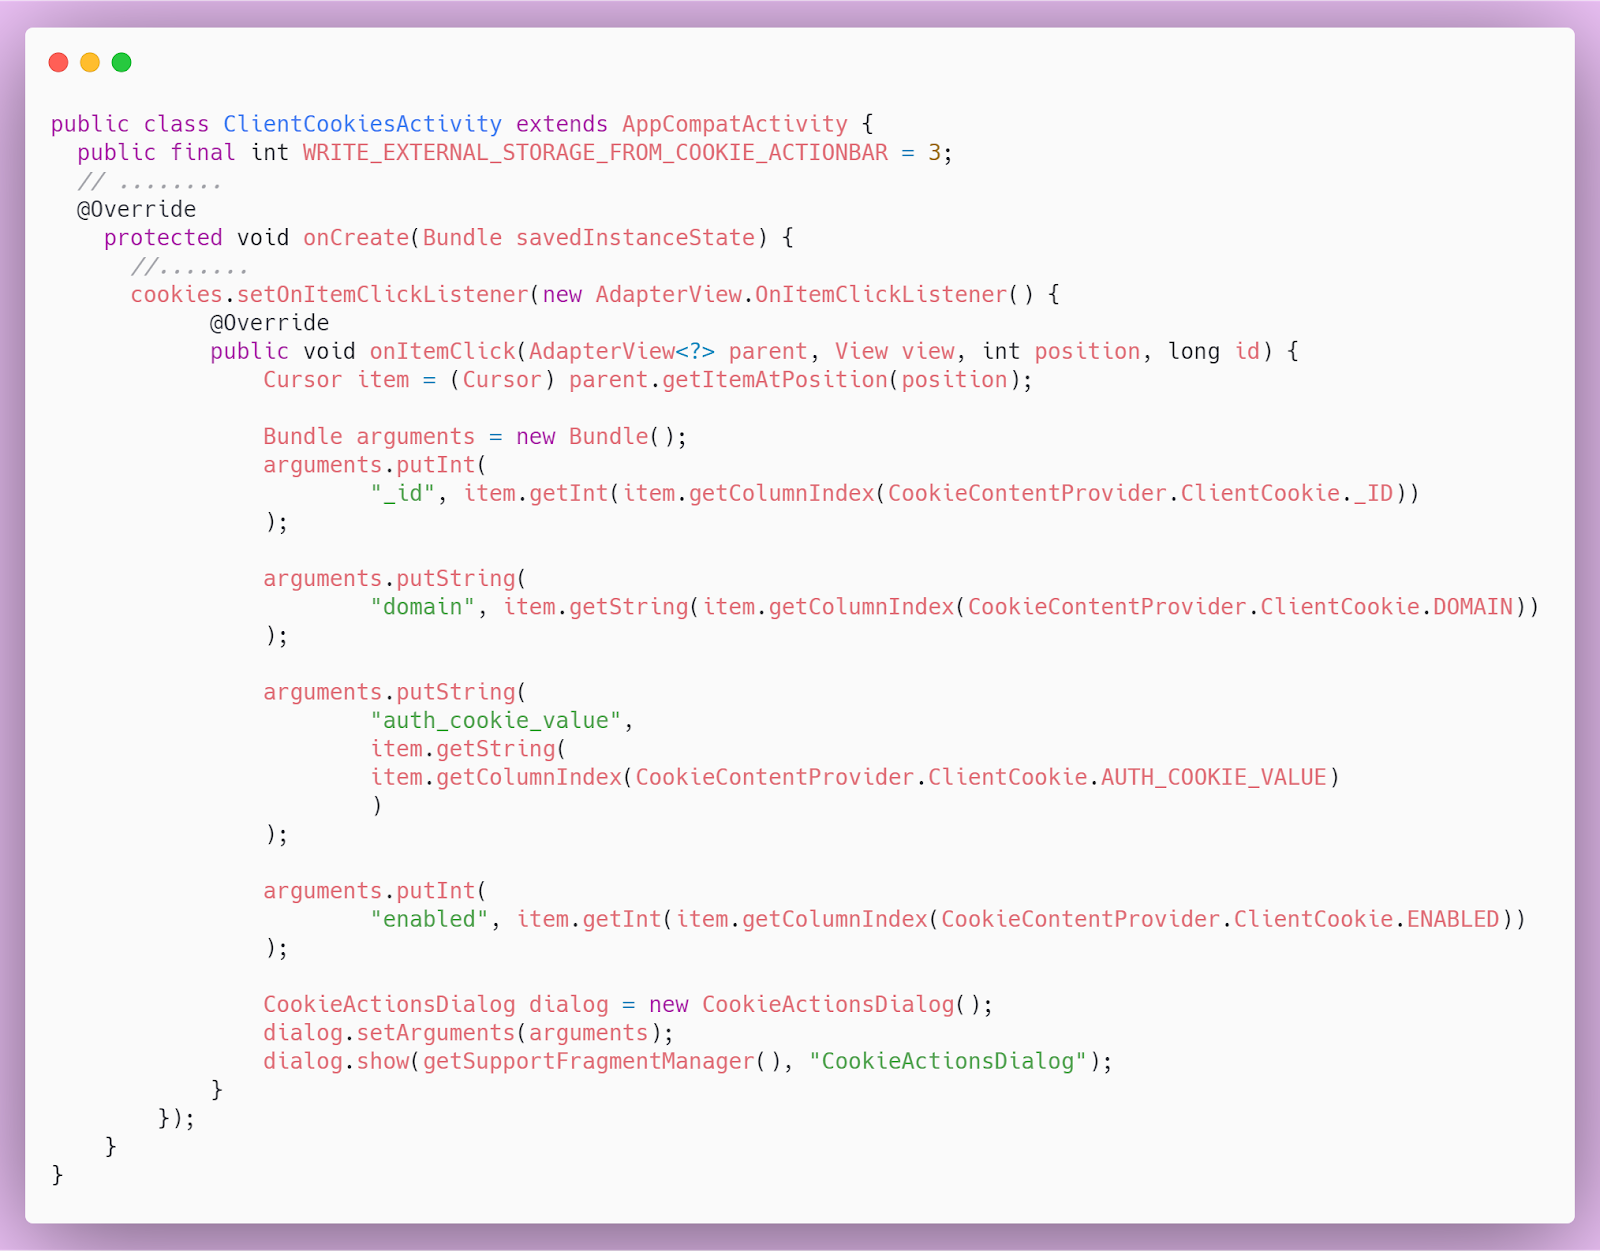 public class ClientCookiesActivity extends AppCompatActivity {
  public final int WRITE_EXTERNAL_STORAGE_FROM_COOKIE_ACTIONBAR = 3;
  // ........
  @Override
    protected void onCreate(Bundle savedInstanceState) {
      //.......
      cookies.setOnItemClickListener(new AdapterView.OnItemClickListener() {
            @Override
            public void onItemClick(AdapterView<?> parent, View view, int position, long id) {
                Cursor item = (Cursor) parent.getItemAtPosition(position);

                Bundle arguments = new Bundle();
                arguments.putInt(
                        "_id", item.getInt(item.getColumnIndex(CookieContentProvider.ClientCookie._ID))
                );

                arguments.putString(
                        "domain", item.getString(item.getColumnIndex(CookieContentProvider.ClientCookie.DOMAIN))
                );

                arguments.putString(
                        "auth_cookie_value",
                        item.getString(
                        item.getColumnIndex(CookieContentProvider.ClientCookie.AUTH_COOKIE_VALUE)
                        )
                );

                arguments.putInt(
                        "enabled", item.getInt(item.getColumnIndex(CookieContentProvider.ClientCookie.ENABLED))
                );

                CookieActionsDialog dialog = new CookieActionsDialog();
                dialog.setArguments(arguments);
                dialog.show(getSupportFragmentManager(), "CookieActionsDialog");
            }
        });
    }
}